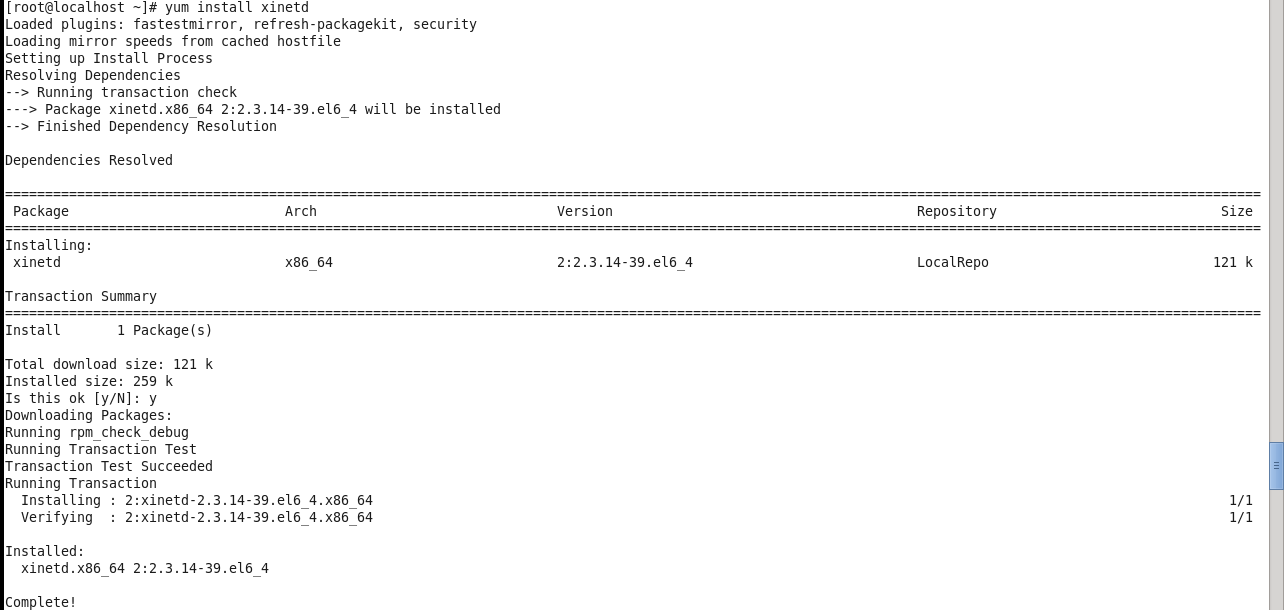 [root@localhost ~]# yum install xinetd
Loaded plugins: fastestmirror, refresh-packagekit, security
Loading mirror speeds from cached hostfile
Setting up Install Process
Resolving Dependencies
--> Running transaction check
---> Package xinetd.x86_64 2:2.3.14-39.el6_4 will be installed
--> Finished Dependency Resolution

Dependencies Resolved

================================================================================
 Package                    Arch                    Version                    Repository                    Size
================================================================================
Installing:
 xinetd                     x86_64                  2:2.3.14-39.el6_4          LocalRepo                    121 k

Transaction Summary
================================================================================
Install       1 Package(s)

Total download size: 121 k
Installed size: 259 k
Is this ok [y/N]: y
Downloading Packages:
Running rpm_check_debug
Running Transaction Test
Transaction Test Succeeded
Running Transaction
  Installing : 2:xinetd-2.3.14-39.el6_4.x86_64                    1/1
  Verifying  : 2:xinetd-2.3.14-39.el6_4.x86_64                    1/1

Installed:
  xinetd.x86_64 2:2.3.14-39.el6_4

Complete!